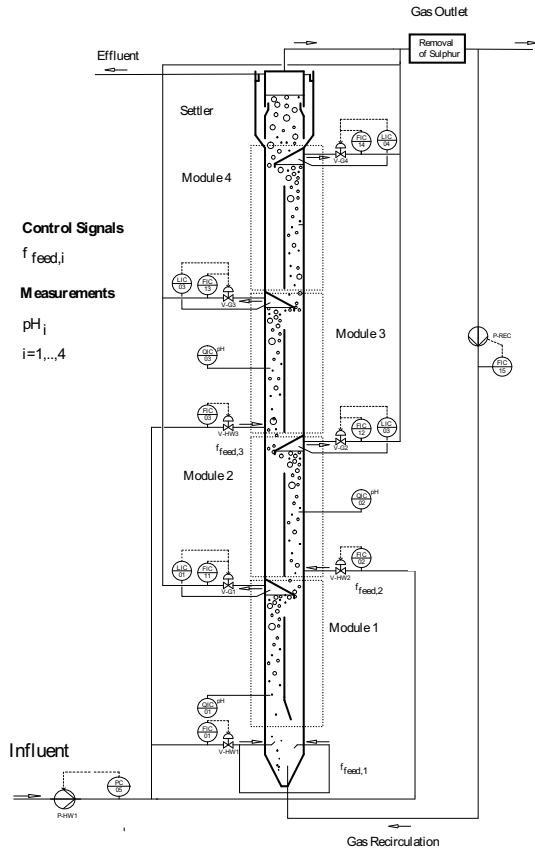 Gas Outlet
Removal
of Sulphur
Effluent
Settler
FIC
14
LIC
04
V-G4
Module 4
Control Signals
f feed,i
Measurements
pH i
i=1,..,4
LIC
03
FIC
13
V-G3
Module 3
P-REC
FIC
15
QIC
03
pH
FIC
03
V-HW3
FIC
12
LIC
03
V-G2
f feed,3
Module 2
QIC
02
pH
FIC
02
V-HW2
LIC
01
FIC
11
V-G1
f feed,2
Module 1
QIC
01
pH
FIC
01
V-HW1
Influent
f feed,1
PC
05
P-HW1
Gas Recirculation